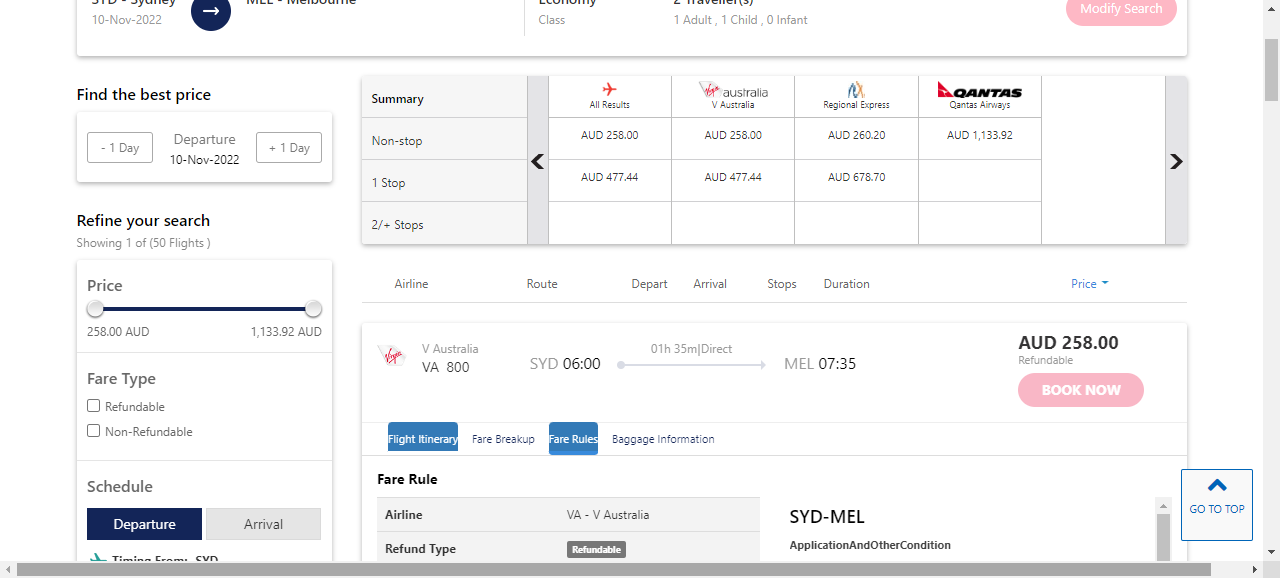 SYD - Sydney
MEL - Melbourne
Economy
2 Traveller(s)
10-Nov-2022
Class
1 Adult , 1 Child , 0 Infant
Modify Search
Find the best price
- 1 Day
Departure
10-Nov-2022
+ 1 Day
Summary
All Results
Virgin australia
V Australia
Regional Express
QANTAS
Qantas Airways
Non-stop
AUD 258.00
AUD 258.00
AUD 260.20
AUD 1,133.92
1 Stop
AUD 477.44
AUD 477.44
AUD 678.70
2/+ Stops
Refine your search
Showing 1 of (50 Flights )
Price
258.00 AUD
1,133.92 AUD
Fare Type
Refundable
Non-Refundable
Schedule
Departure
Arrival
Timing From: SYD
Airline
Route
Depart
Arrival
Stops
Duration
Price
Virgin
V Australia
VA 800
SYD 06:00
01h 35m|Direct
MEL 07:35
AUD 258.00
Refundable
BOOK NOW
Flight Itinerary
Fare Breakup
Fare Rules
Baggage Information
Fare Rule
Airline
VA - V Australia
Refund Type
Refundable
SYD-MEL
ApplicationAndOtherCondition
GO TO TOP